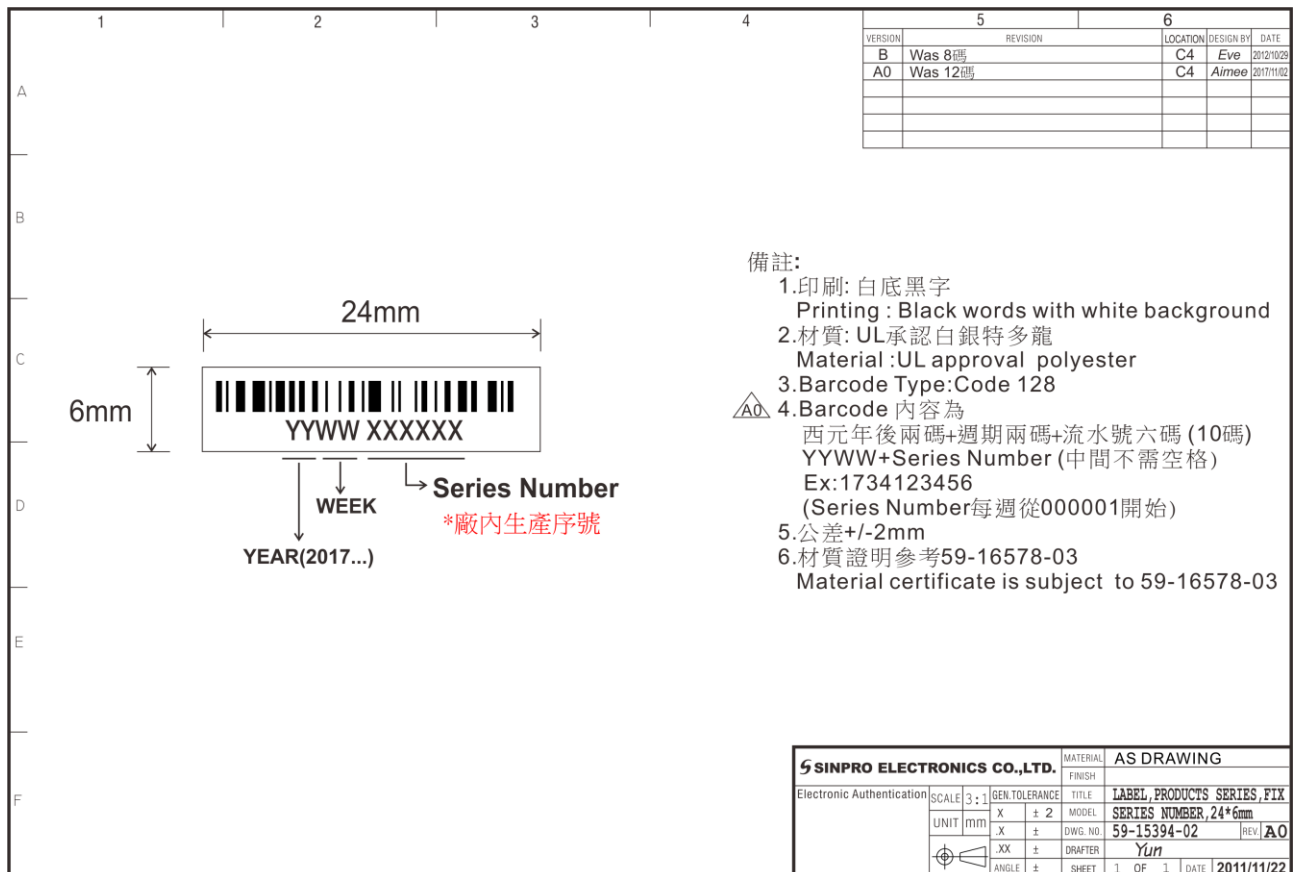 1 2 3 4 5 6
VERSION REVISION LOCATION DESIGN BY DATE
B Was 8碼 C4 Eve 2012/10/29
A0 Was 12碼 C4 Aimee 2017/11/02
A
B
C
D
E
F
24mm
6mm
YYWW XXXXXX
Series Number
WEEK
*廠內生產序號
YEAR(2017...)
備註:
1.印刷: 白底黑字
Printing : Black words with white background
2.材質: UL承認白銀特多龍
Material :UL approval polyester
3.Barcode Type:Code 128
A0 4.Barcode 內容為
西元年後兩碼+週期兩碼+流水號六碼 (10碼)
YYWW+Series Number (中間不需空格)
Ex:1734123456
(Series Number每週從000001開始)
5.公差+/-2mm
6.材質證明參考59-16578-03
Material certificate is subject to 59-16578-03
SINPRO ELECTRONICS CO.,LTD. MATERIAL AS DRAWING
FINISH
Electronic Authentication SCALE 3:1 GEN.TOLERANCE TITLE LABEL,PRODUCTS SERIES,FIX
UNIT mm X ± 2 MODEL SERIES NUMBER,24*6mm
.X ± DWG. NO. 59-15394-02 REV. A0
.XX ± DRAFTER Yun
ANGLE ± SHEET 1 OF 1 DATE 2011/11/22